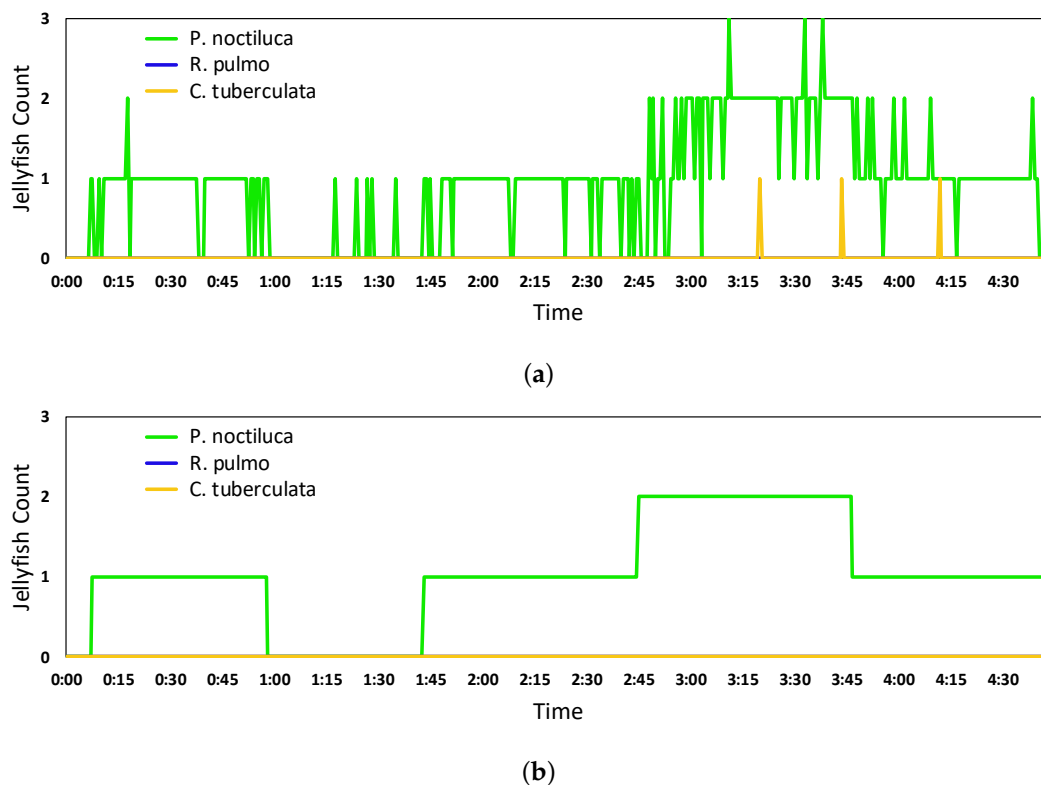 3
P. noctiluca
R. pulmo
C. tuberculata
2
1
0
Jellyfish Count
0:00 0:15 0:30 0:45 1:00 1:15 1:30 1:45 2:00 2:15 2:30 2:45 3:00 3:15 3:30 3:45 4:00 4:15 4:30
Time
(a)
3
P. noctiluca
R. pulmo
C. tuberculata
2
1
0
Jellyfish Count
0:00 0:15 0:30 0:45 1:00 1:15 1:30 1:45 2:00 2:15 2:30 2:45 3:00 3:15 3:30 3:45 4:00 4:15 4:30
Time
(b)